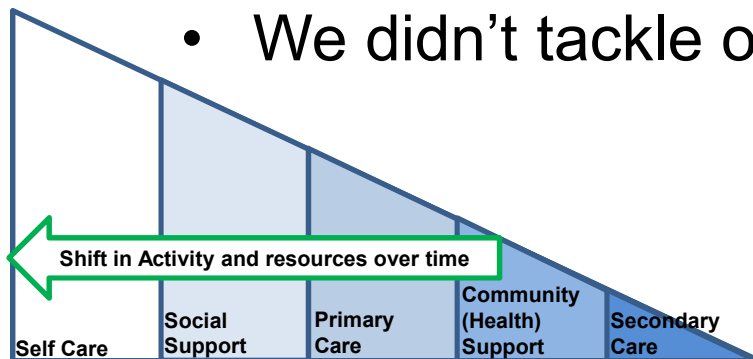 • We didn’t tackle o
Shift in Activity and resources over time
Self Care
Social
Support
Primary
Care
Community
(Health)
Support
Secondary
Care